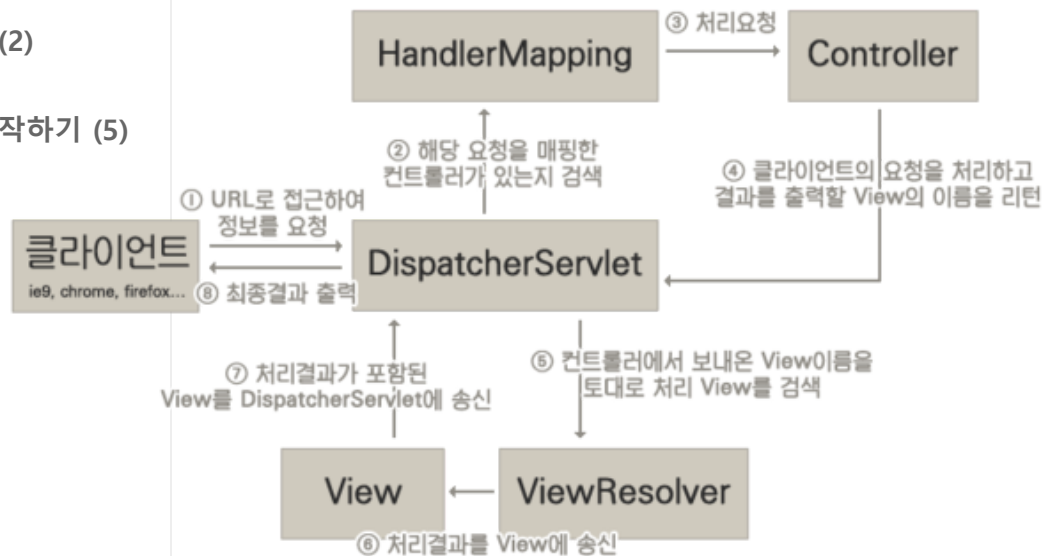 (2)
작하기 (5)
HandlerMapping
③ 처리요청
Controller
② 해당 요청을 매핑한
컨트롤러가 있는지 검색
④ 클라이언트의 요청을 처리하고
결과를 출력할 View의 이름을 리턴
① URL로 접근하여
정보를 요청
클라이언트
ie9, chrome, firefox...
DispatcherServlet
⑧ 최종결과 출력
⑦ 처리결과가 포함된
View를 DispatcherServlet에 송신
⑤ 컨트롤러에서 보내온 View이름을
토대로 처리 View를 검색
View
ViewResolver
⑥ 처리결과를 View에 송신